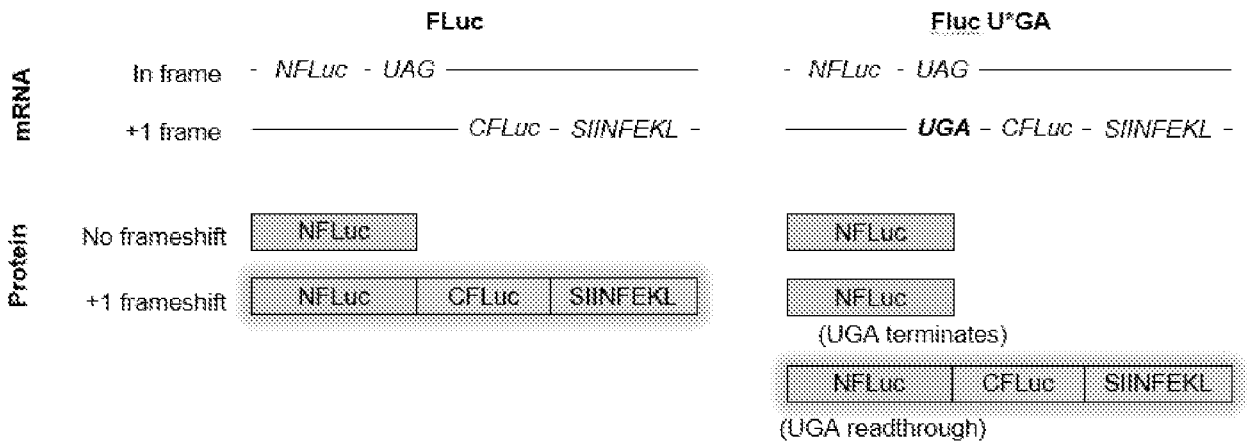 FLuc Fluc U*GA
mRNA
In frame - NFLuc - UAG - NFLuc - UAG
+1 frame CFLuc - SIINFEKL - UGA - CFLuc - SIINFEKL -
Protein
No frameshift NFLuc NFLuc
+1 frameshift NFLuc CFLuc SIINFEKL NFLuc
(UGA terminates)
NFLuc CFLuc SIINFEKL
(UGA readthrough)